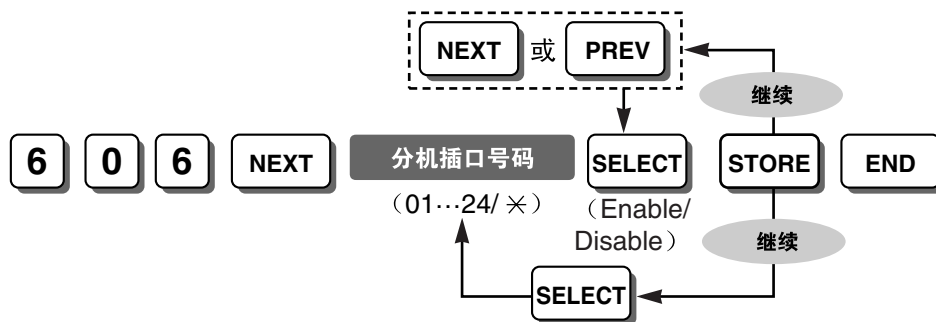 NEXT 或 PREV
继续
6 0 6 NEXT 分机插口号码 SELECT STORE END
(01…24/✳) (Enable/
Disable)
继续
SELECT